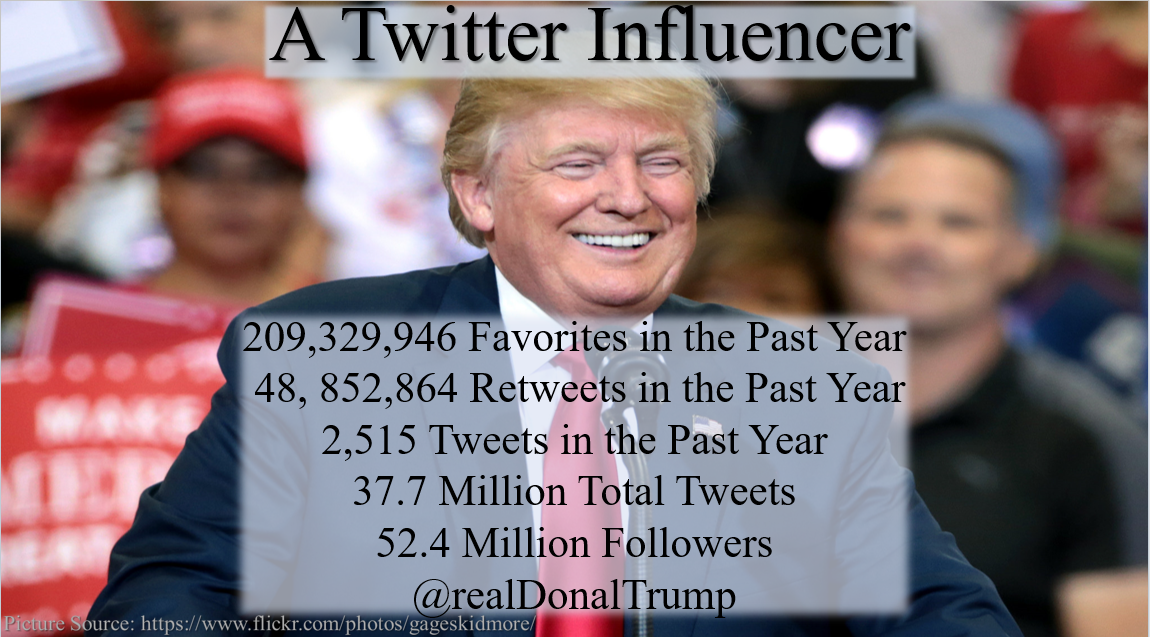 A Twitter Influencer
209,329,946 Favorites in the Past Year
48, 852,864 Retweets in the Past Year
2,515 Tweets in the Past Year
37.7 Million Total Tweets
52.4 Million Followers
@realDonalTrump
MAKE
Picture Source: https://www.flickr.com/photos/gageskidmore/